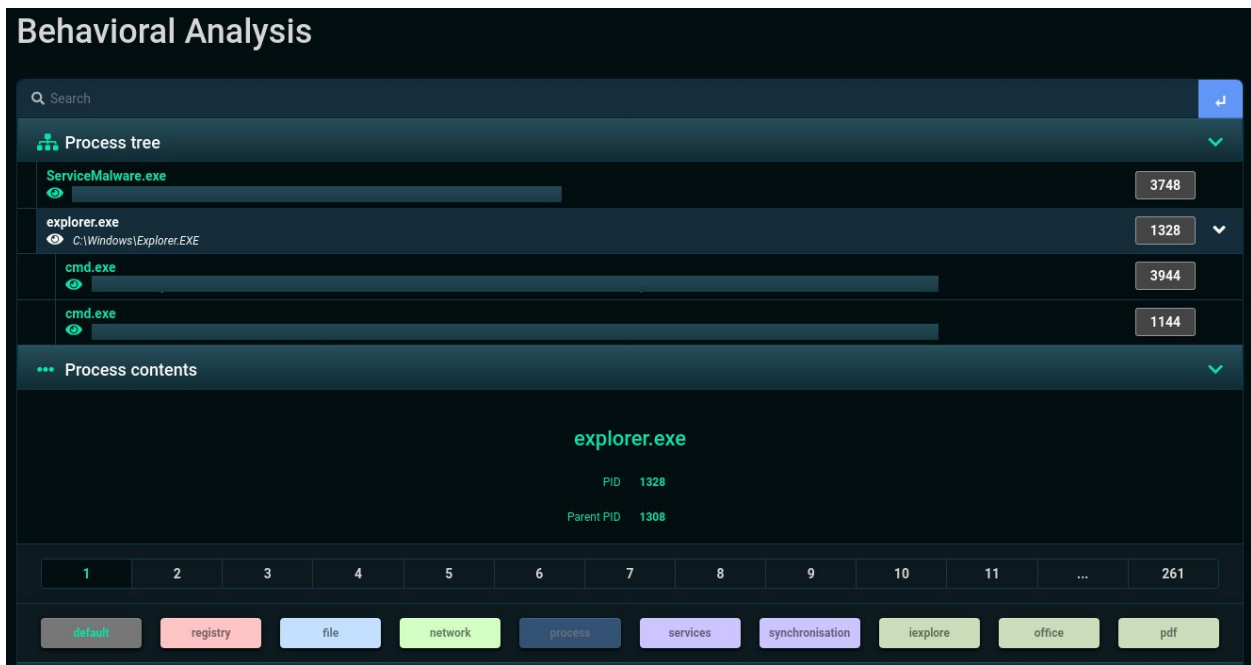 Behavioral Analysis
Search
Process tree
ServiceMalware.exe
3748
explorer.exe
C:\Windows\Explorer.EXE
1328
cmd.exe
3944
cmd.exe
1144
Process contents
explorer.exe
PID 1328
Parent PID 1308
1 2 3 4 5 6 7 8 9 10 11 ... 261
default registry file network process services synchronisation iexplore office pdf